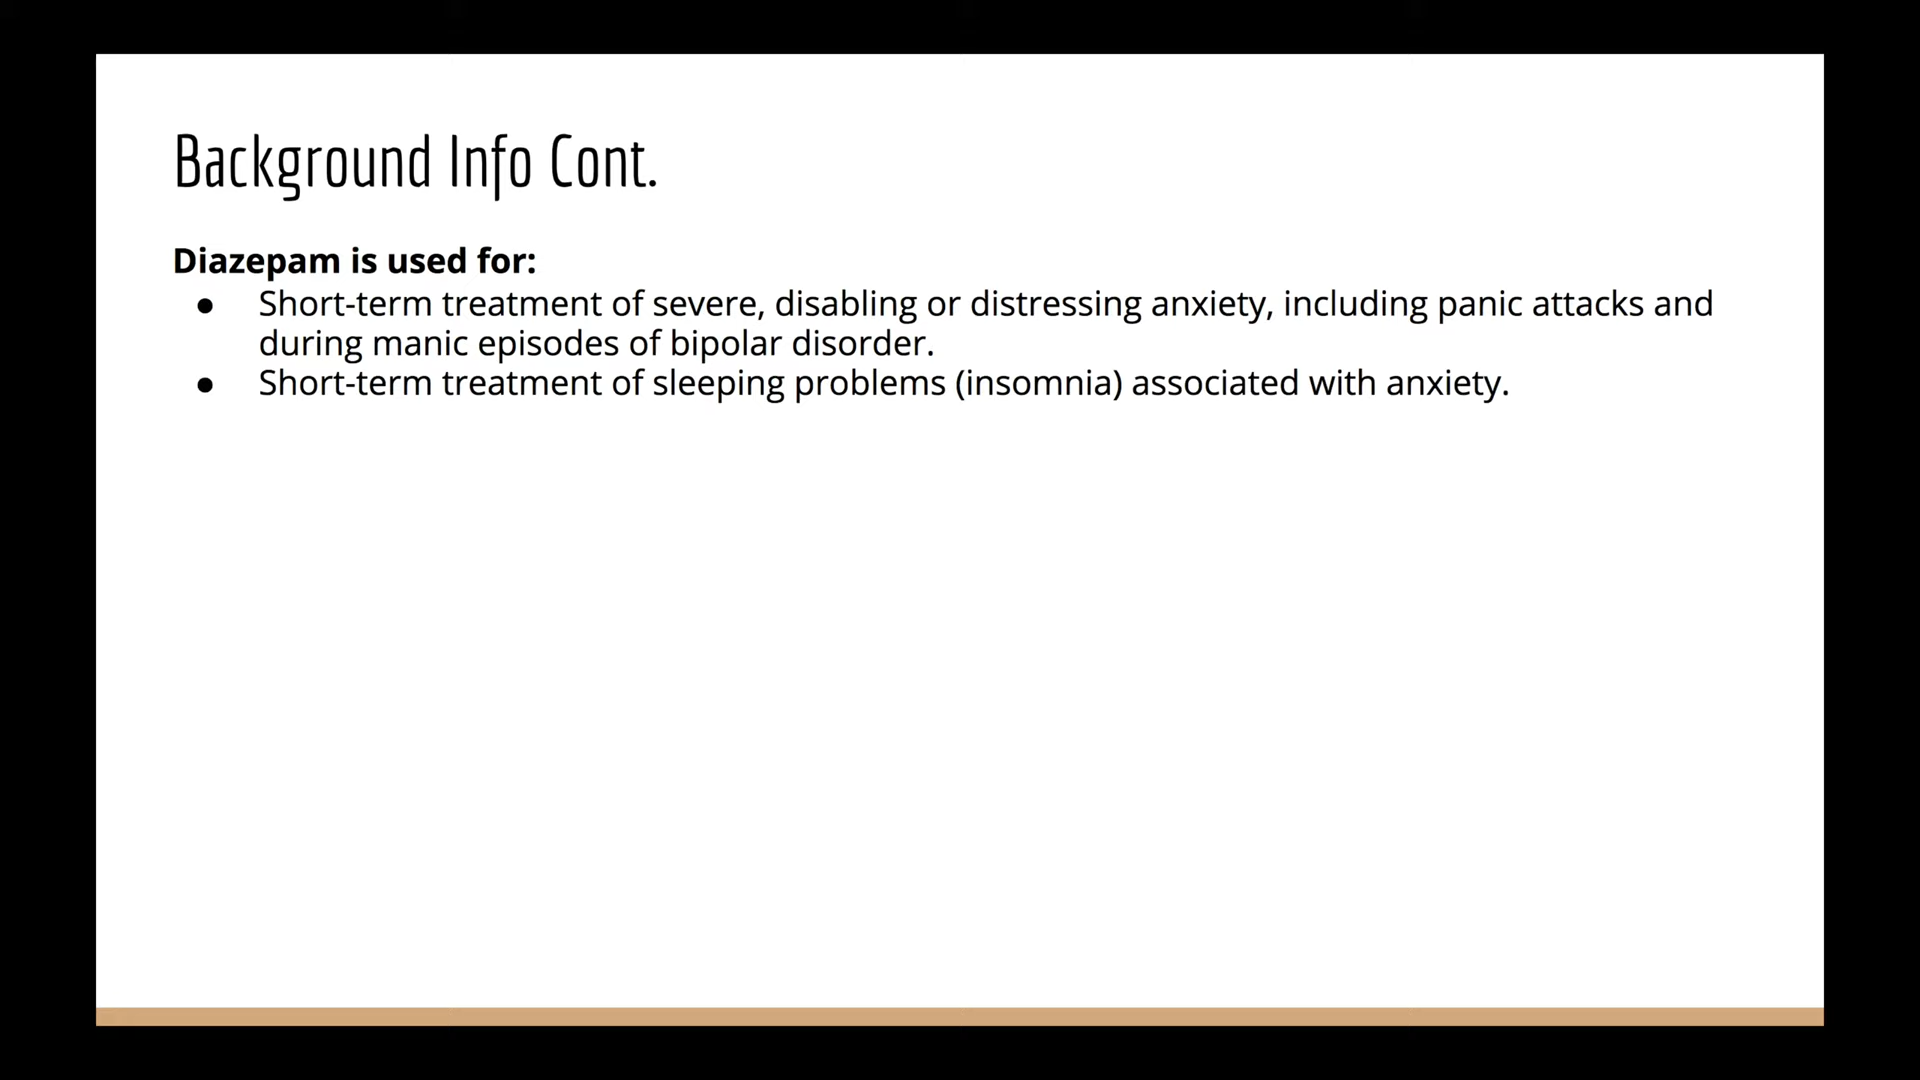 Background Info Cont.
Diazepam is used for:
● Short-term treatment of severe, disabling or distressing anxiety, including panic attacks and
during manic episodes of bipolar disorder.
● Short-term treatment of sleeping problems (insomnia) associated with anxiety.